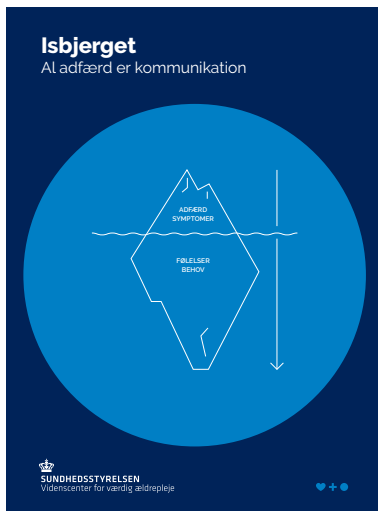 Isbjerget
Al adfærd er kommunikation
ADFÆRD
SYMPTOMER
FØLELSER
BEHOV
SUNDHEDSSTYRELSEN
Videnscenter for værdig ældrepleje